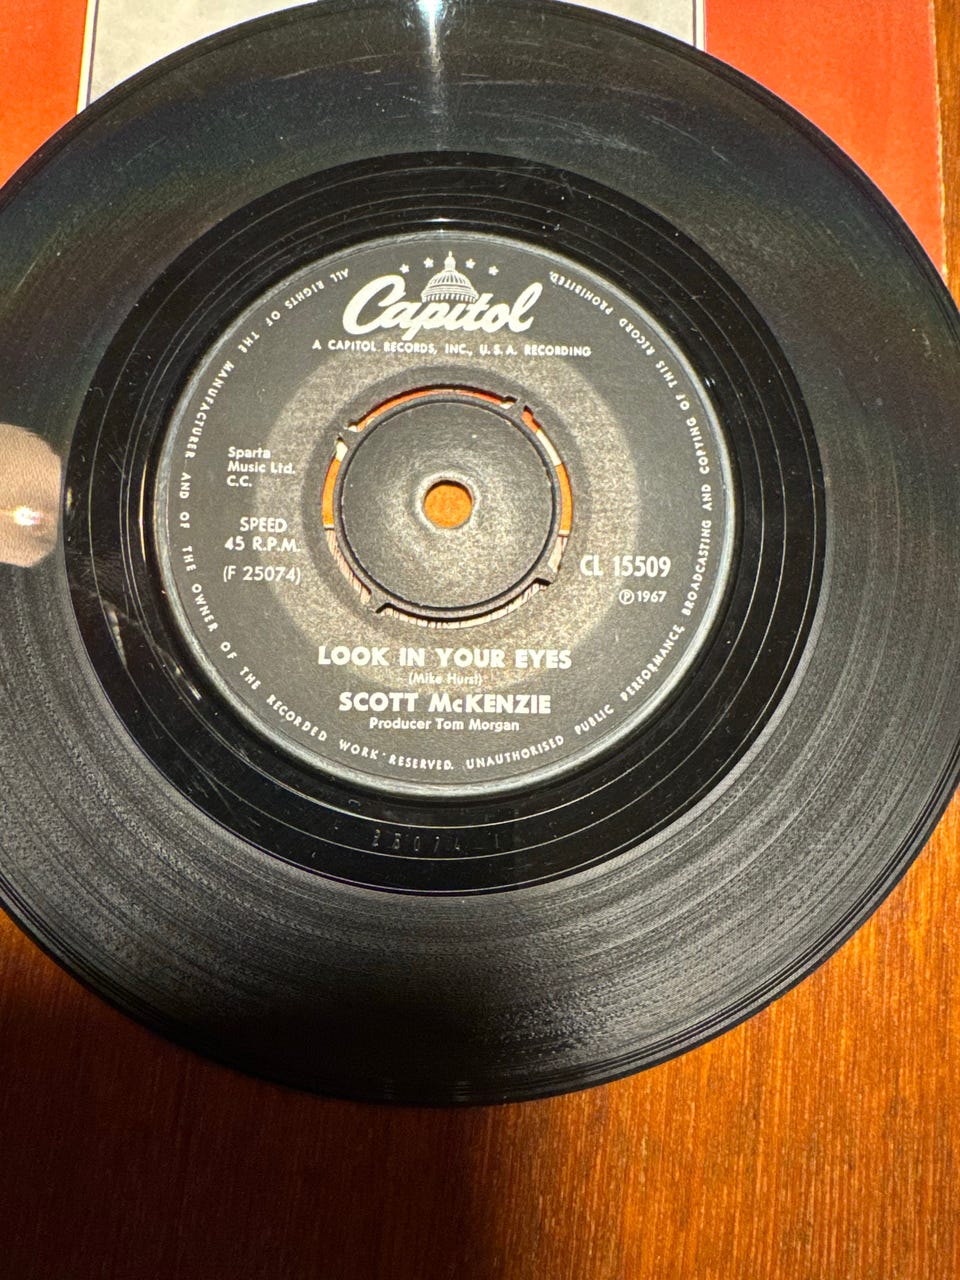 Capitol
A CAPITOL RECORDS, INC., U.S.A. RECORDING
Sparta
Music Ltd.
C.C.
SPEED
45 R.P.M.
(F 25074)
CL 15509
℗1967
LOOK IN YOUR EYES
(Mike Hurst)
SCOTT McKENZIE
Producer Tom Morgan
ALL RIGHTS OF THE MANUFACTURER AND OF THE OWNER OF THE RECORDED WORK RESERVED. UNAUTHORISED PUBLIC PERFORMANCE, BROADCASTING AND COPYING OF THIS RECORD PROHIBITED.